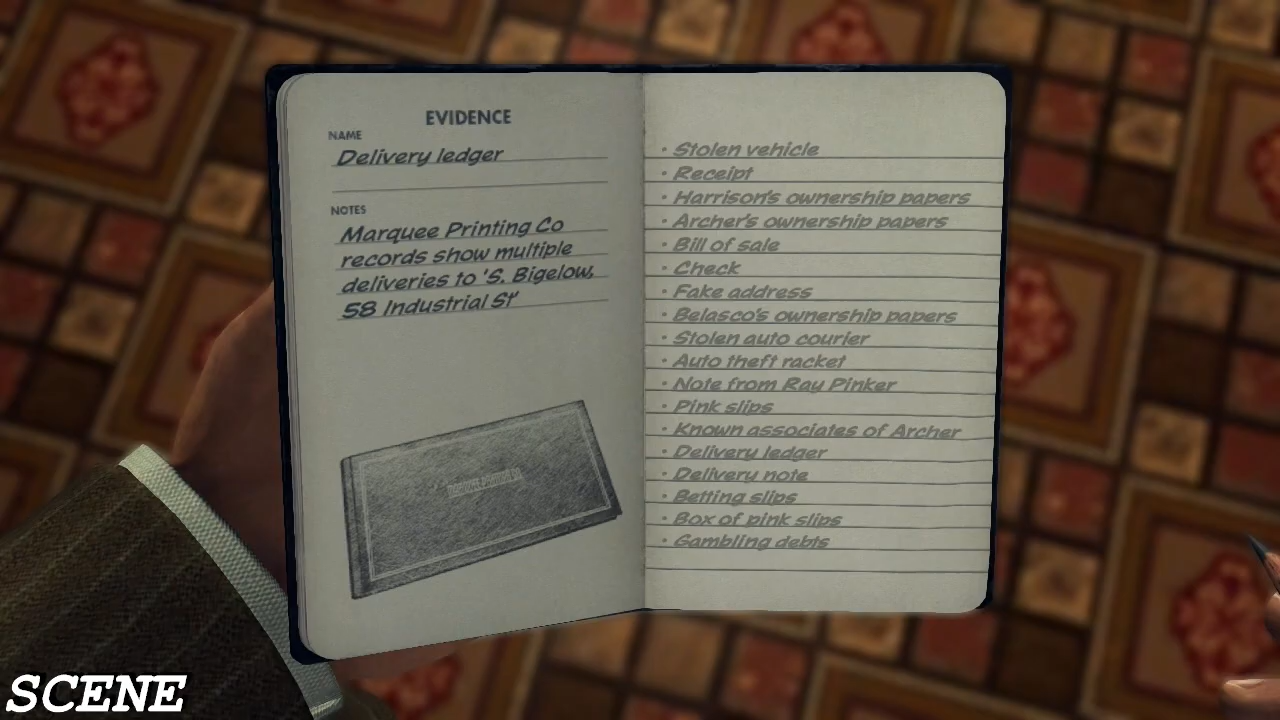 EVIDENCE
NAME
Delivery ledger
NOTES
Marquee Printing Co
records show multiple
deliveries to 'S. Bigelow,
58 Industrial St'
• Stolen vehicle
• Receipt
• Harrison's ownership papers
• Archer's ownership papers
• Bill of sale
• Check
• Fake address
• Belasco's ownership papers
• Stolen auto courier
• Auto theft racket
• Note from Ray Pinker
• Pink slips
• Known associates of Archer
• Delivery ledger
• Delivery note
• Betting slips
• Box of pink slips
• Gambling debts
SCENE